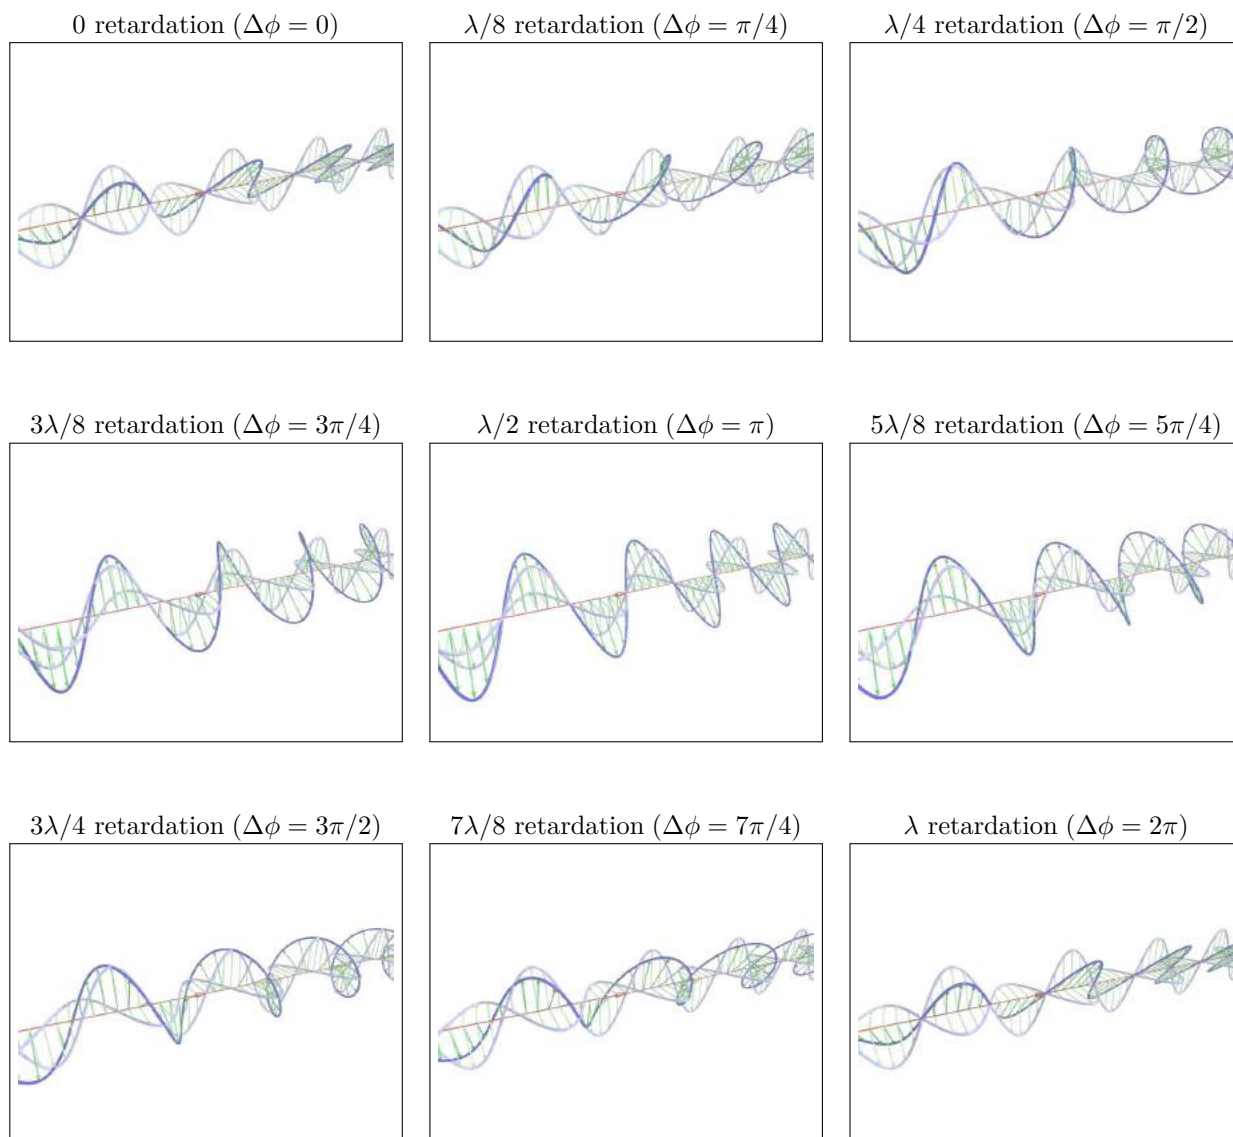 0 retardation (Δϕ = 0)
λ/8 retardation (Δϕ = π/4)
λ/4 retardation (Δϕ = π/2)
3λ/8 retardation (Δϕ = 3π/4)
λ/2 retardation (Δϕ = π)
5λ/8 retardation (Δϕ = 5π/4)
3λ/4 retardation (Δϕ = 3π/2)
7λ/8 retardation (Δϕ = 7π/4)
λ retardation (Δϕ = 2π)